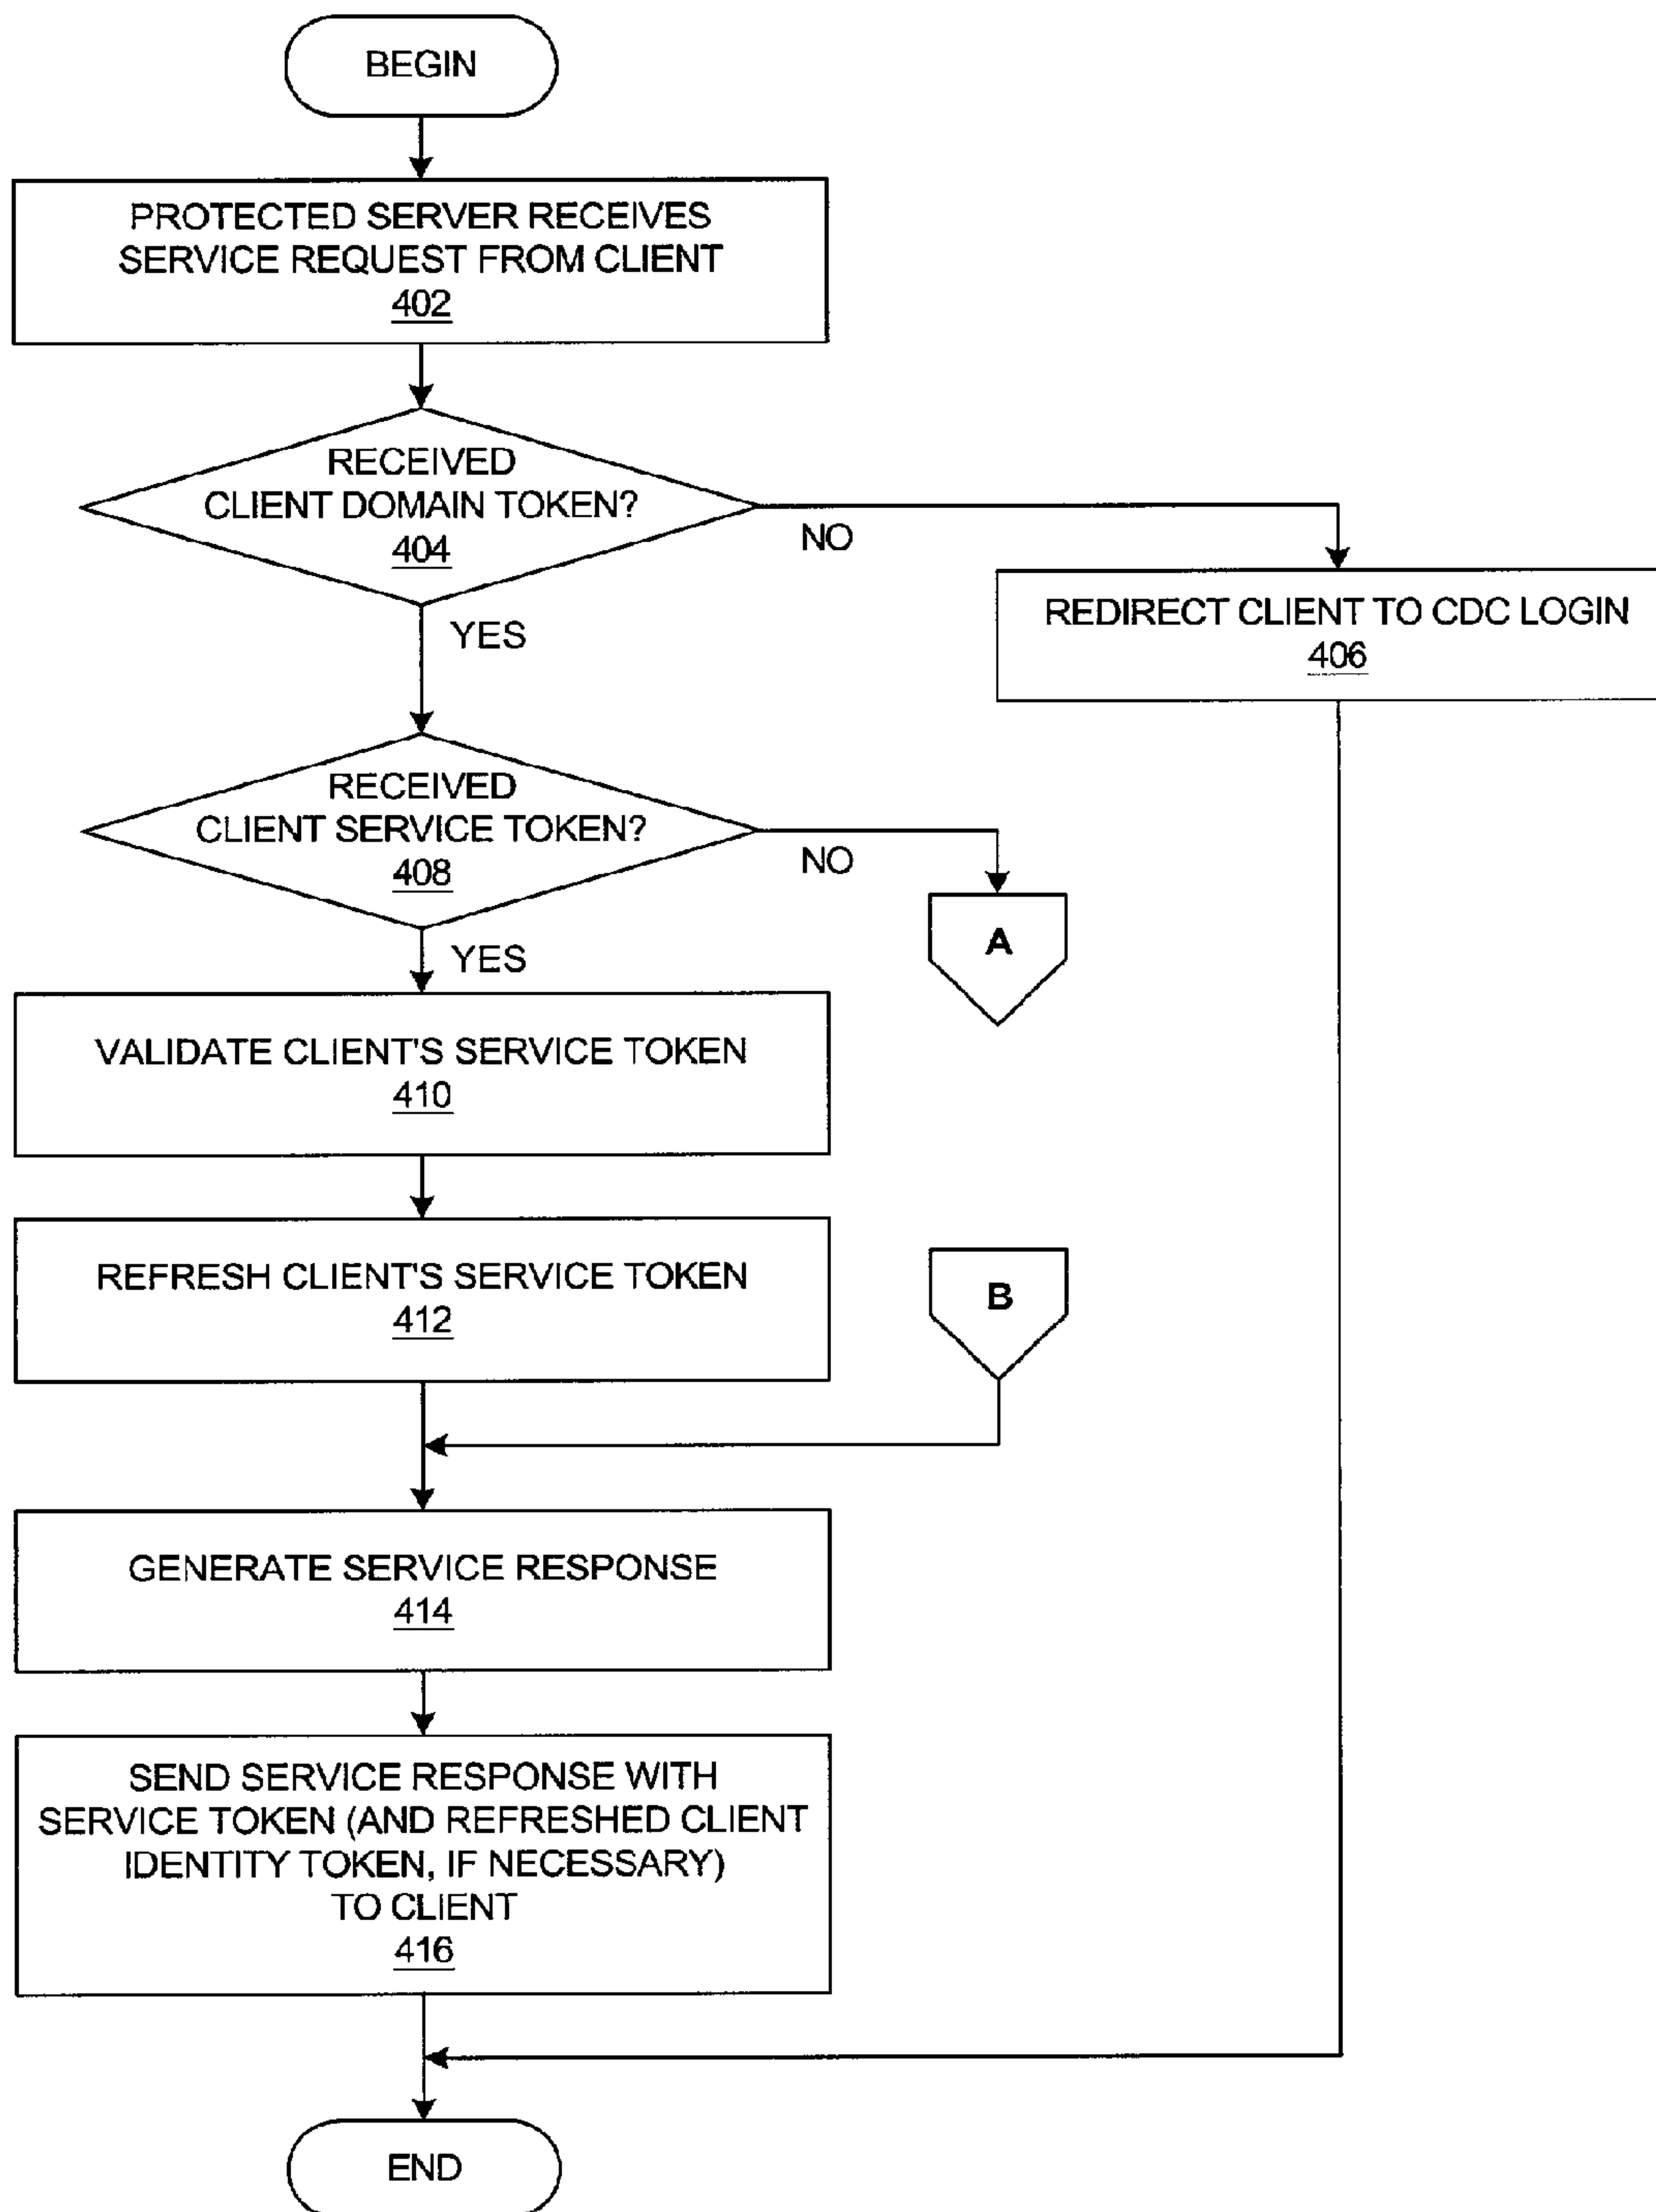 BEGIN
PROTECTED SERVER RECEIVES
SERVICE REQUEST FROM CLIENT
402
RECEIVED
CLIENT DOMAIN TOKEN?
404
NO
YES
REDIRECT CLIENT TO CDC LOGIN
406
RECEIVED
CLIENT SERVICE TOKEN?
408
NO
YES
A
VALIDATE CLIENT'S SERVICE TOKEN
410
REFRESH CLIENT'S SERVICE TOKEN
412
B
GENERATE SERVICE RESPONSE
414
SEND SERVICE RESPONSE WITH
SERVICE TOKEN (AND REFRESHED CLIENT
IDENTITY TOKEN, IF NECESSARY)
TO CLIENT
416
END